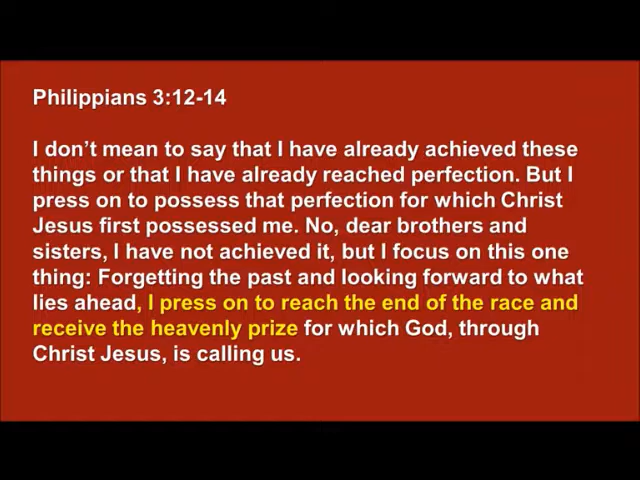 Philippians 3:12-14
I don't mean to say that I have already achieved these
things or that I have already reached perfection. But I
press on to possess that perfection for which Christ
Jesus first possessed me. No, dear brothers and
sisters, I have not achieved it, but I focus on this one
thing: Forgetting the past and looking forward to what
lies ahead, I press on to reach the end of the race and
receive the heavenly prize for which God, through
Christ Jesus, is calling us.